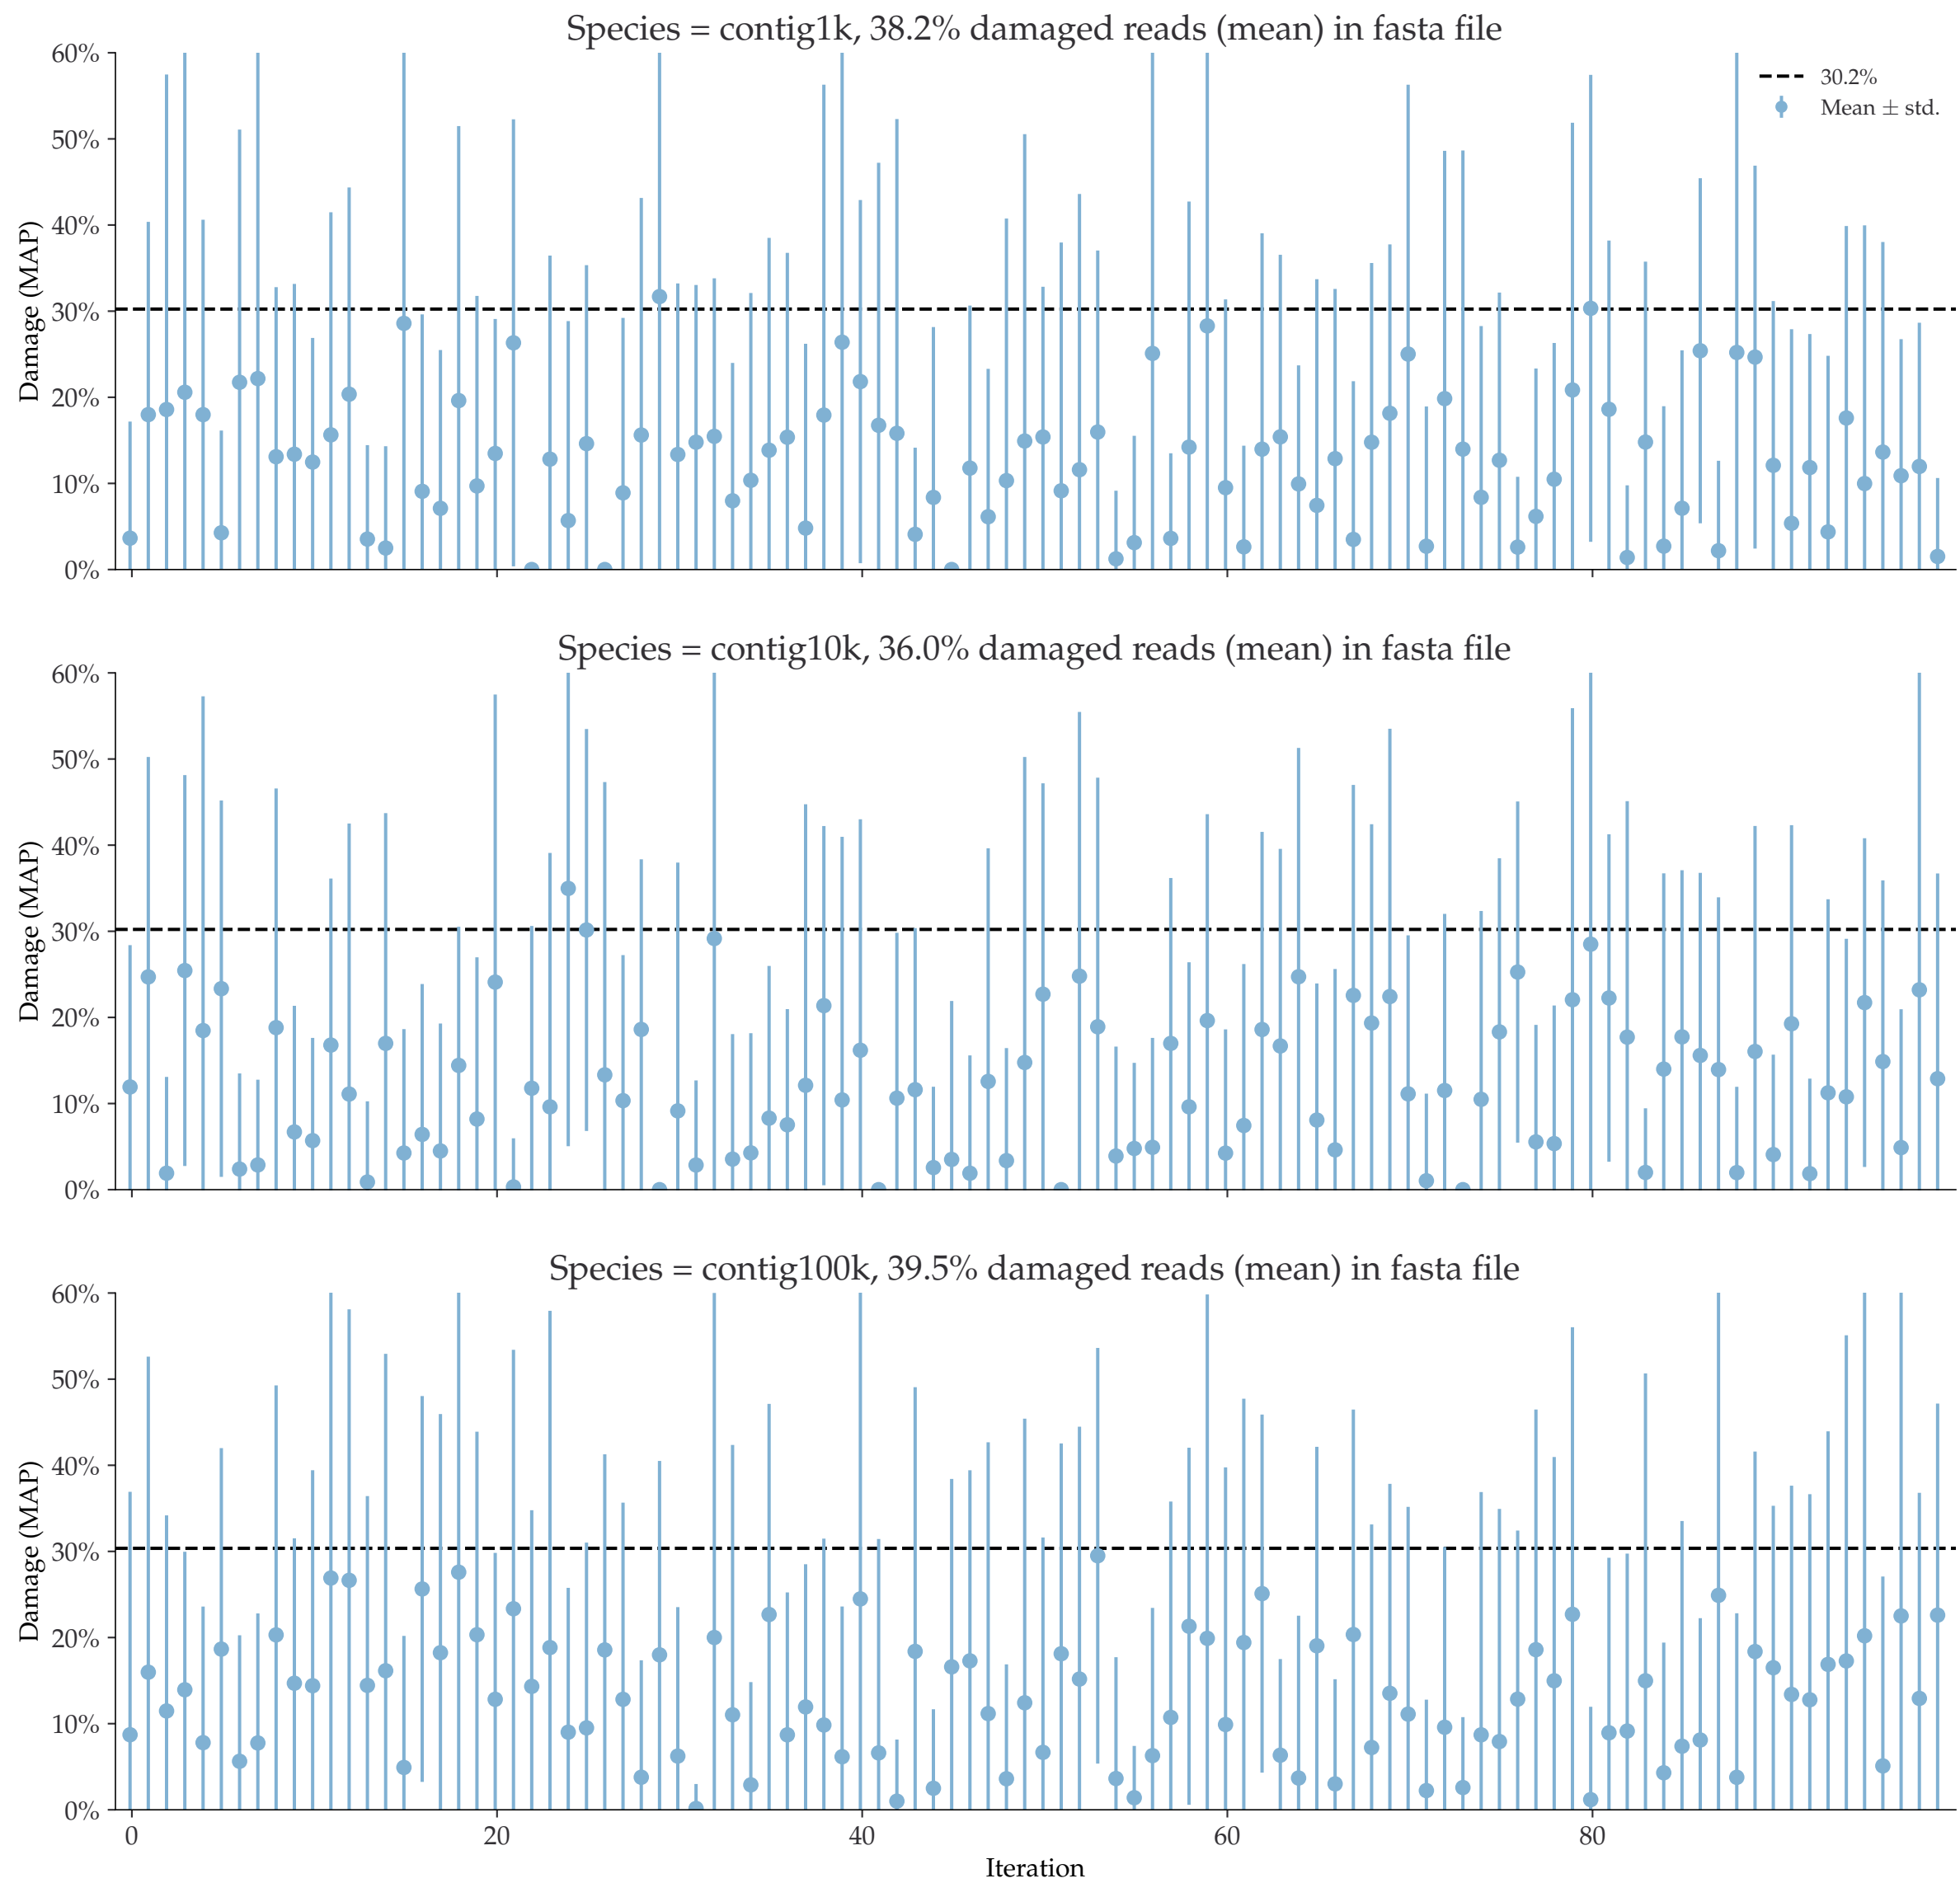 Species = contig1k, 38.2% damaged reads (mean) in fasta file
60%
50%
40%
30%
20%
10%
0%
Damage (MAP)
30.2%
Mean ± std.
Species = contig10k, 36.0% damaged reads (mean) in fasta file
60%
50%
40%
30%
20%
10%
0%
Damage (MAP)
Species = contig100k, 39.5% damaged reads (mean) in fasta file
60%
50%
40%
30%
20%
10%
0%
Damage (MAP)
0 20 40 60 80
Iteration